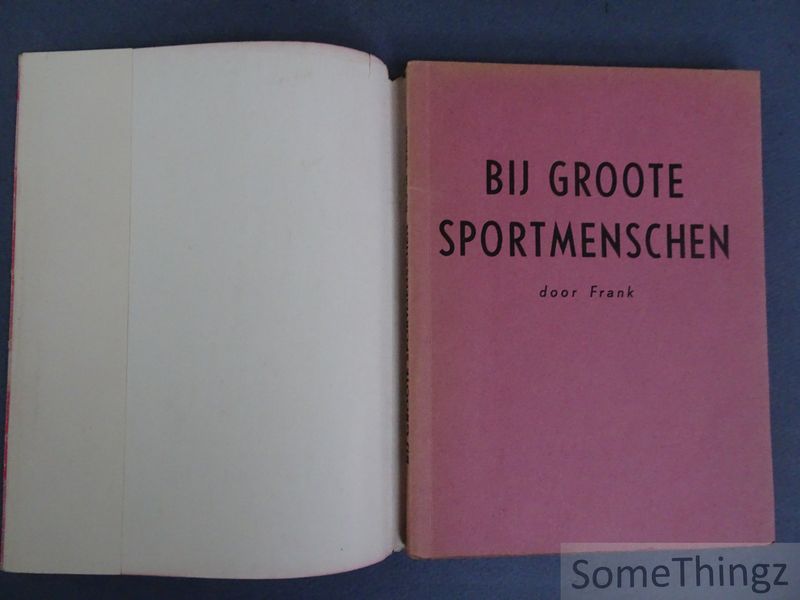 BIJ GROOTE
SPORTMENSCHEN
door Frank
SomeThingz